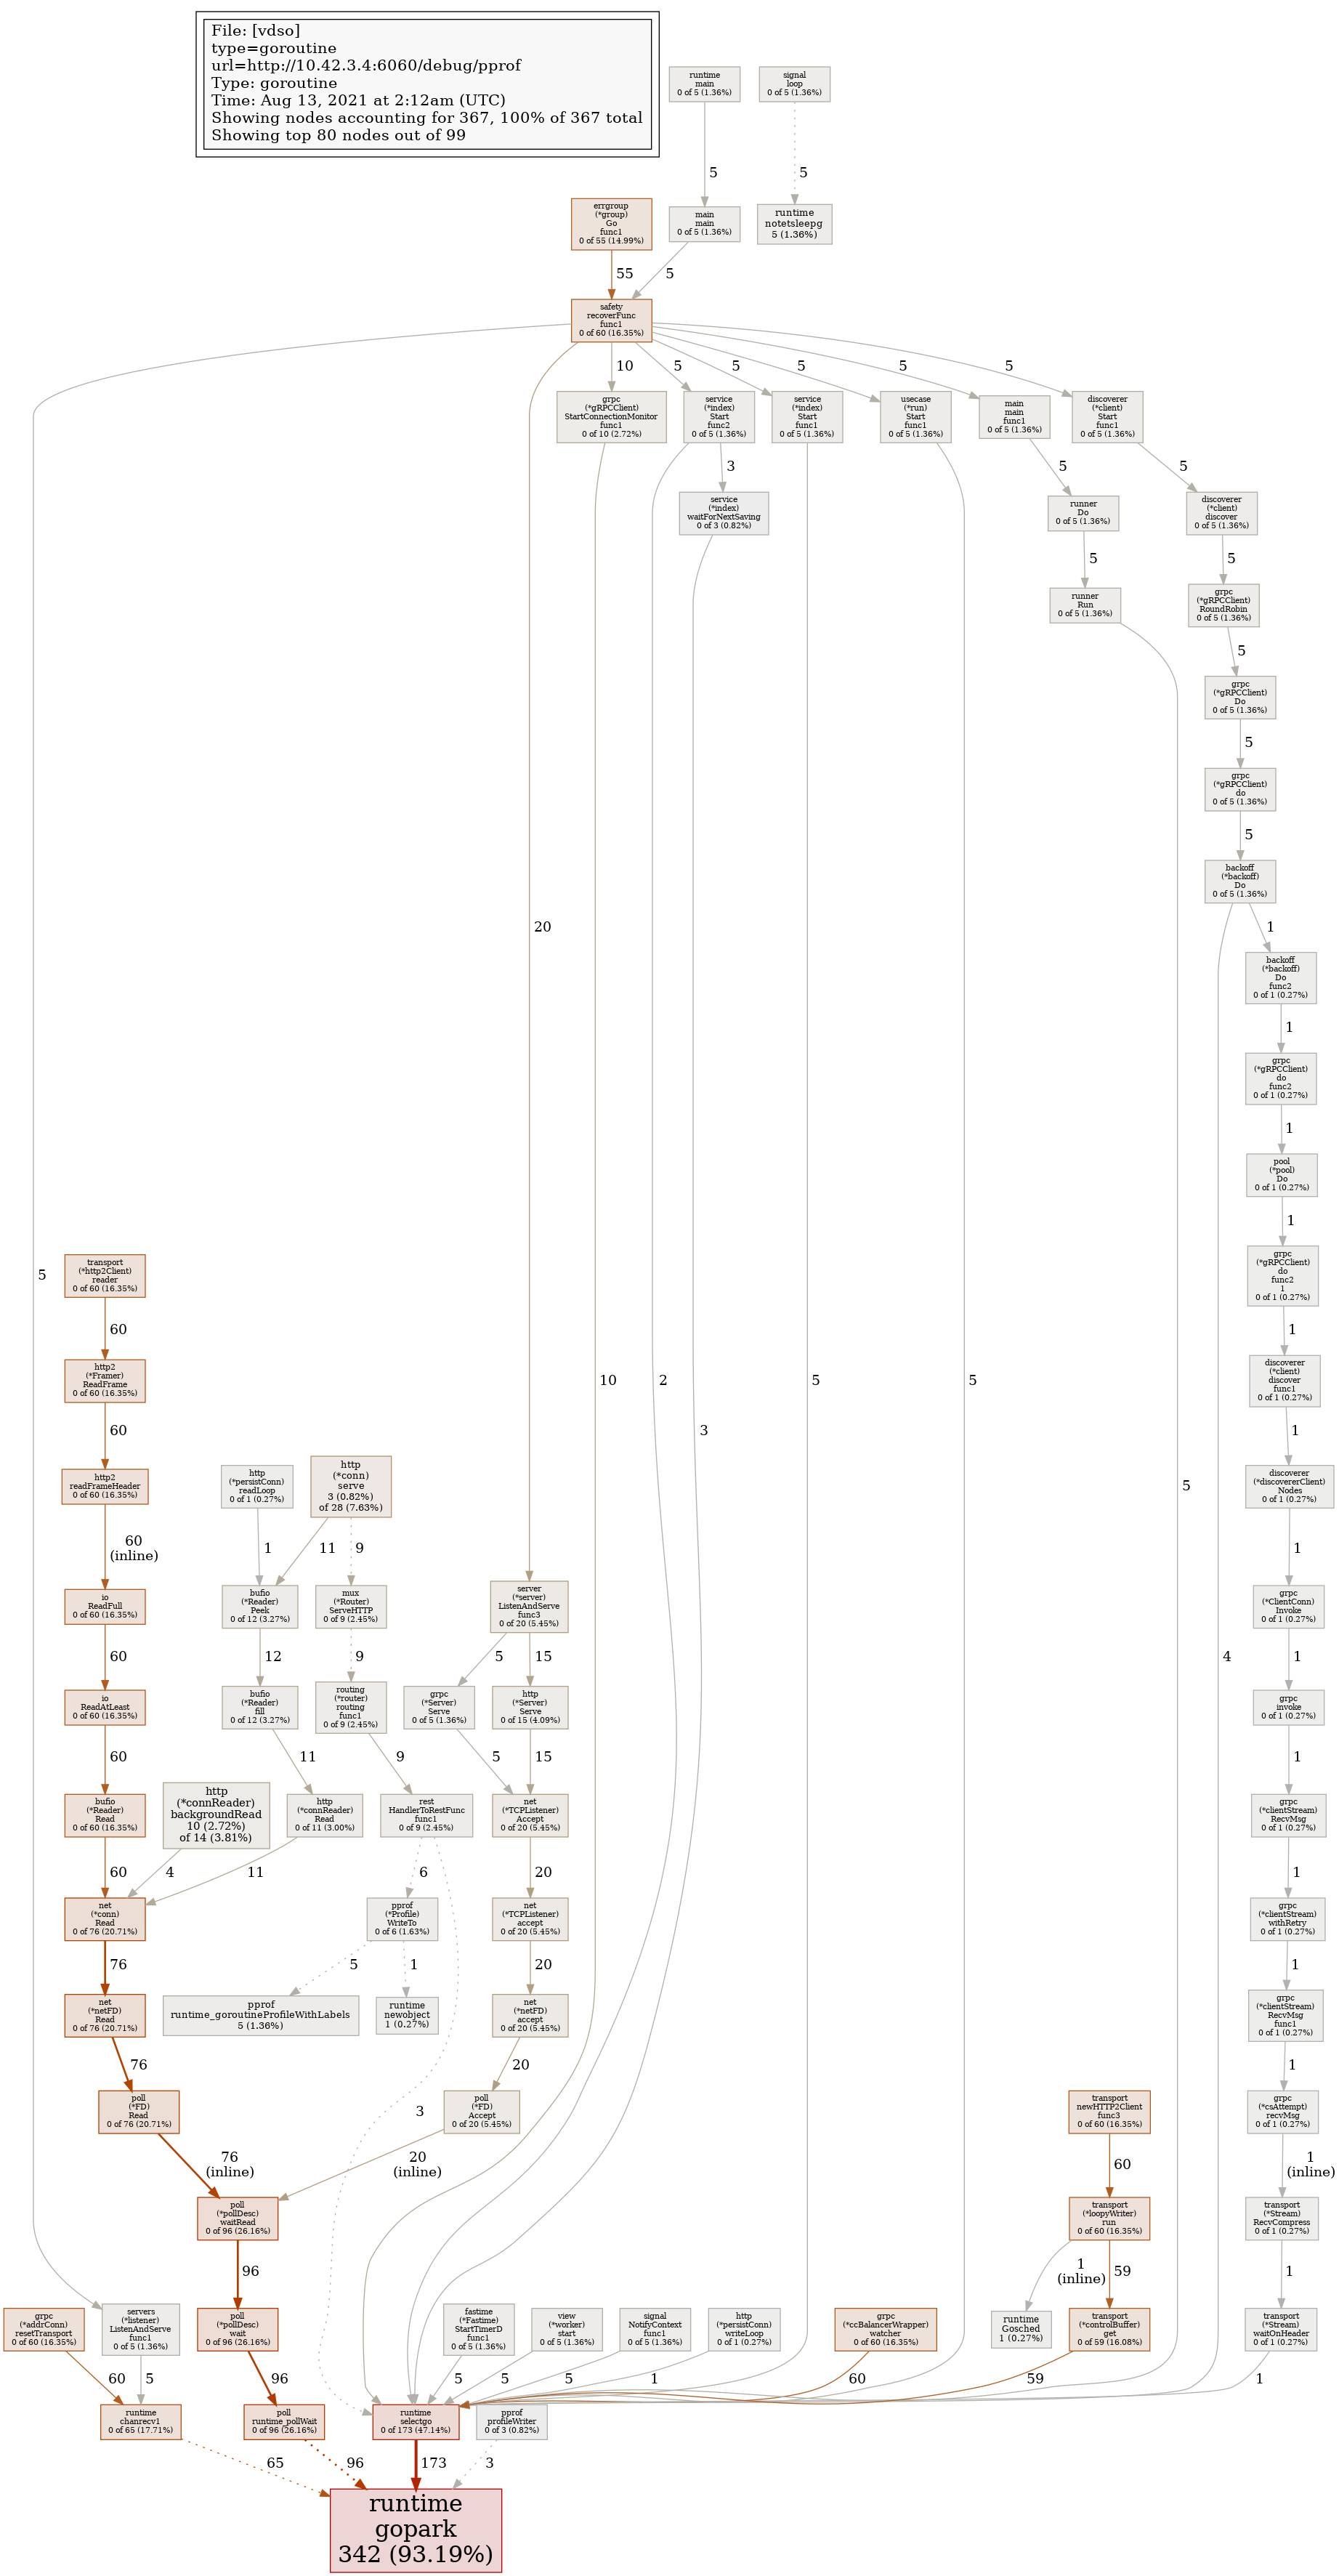 File: [vdso]
type=goroutine
url=http://10.42.3.4:6060/debug/pprof
Type: goroutine
Time: Aug 13, 2021 at 2:12am (UTC)
Showing nodes accounting for 367, 100% of 367 total
Showing top 80 nodes out of 99
runtime
main
0 of 5 (1.36%)
signal
loop
0 of 5 (1.36%)
5
5
errgroup
(*group)
Go
func1
0 of 55 (14.99%)
main
main
0 of 5 (1.36%)
runtime
notetsleepg
5 (1.36%)
55
5
safety
recoverFunc
func1
0 of 60 (16.35%)
10
5
5
5
5
5
grpc
(*gRPCClient)
StartConnectionMonitor
func1
0 of 10 (2.72%)
service
(*index)
Start
func2
0 of 5 (1.36%)
service
(*index)
Start
func1
0 of 5 (1.36%)
usecase
(*run)
Start
func1
0 of 5 (1.36%)
main
main
func1
0 of 5 (1.36%)
discoverer
(*client)
Start
func1
0 of 5 (1.36%)
3
5
5
service
(*index)
waitForNextSaving
0 of 3 (0.82%)
runner
Do
0 of 5 (1.36%)
discoverer
(*client)
discover
0 of 5 (1.36%)
5
5
runner
Run
0 of 5 (1.36%)
grpc
(*gRPCClient)
RoundRobin
0 of 5 (1.36%)
5
grpc
(*gRPCClient)
Do
0 of 5 (1.36%)
5
grpc
(*gRPCClient)
do
0 of 5 (1.36%)
5
backoff
(*backoff)
Do
0 of 5 (1.36%)
20
1
backoff
(*backoff)
Do
func2
0 of 1 (0.27%)
1
grpc
(*gRPCClient)
do
func2
0 of 1 (0.27%)
1
pool
(*pool)
Do
0 of 1 (0.27%)
1
5
transport
(*http2Client)
reader
0 of 60 (16.35%)
grpc
(*gRPCClient)
do
func2
1
0 of 1 (0.27%)
60
1
http2
(*Framer)
ReadFrame
0 of 60 (16.35%)
10
2
5
5
discoverer
(*client)
discover
func1
0 of 1 (0.27%)
60
3
1
http2
readFrameHeader
0 of 60 (16.35%)
http
(*persistConn)
readLoop
0 of 1 (0.27%)
http
(*conn)
serve
3 (0.82%)
of 28 (7.63%)
5
discoverer
(*discovererClient)
Nodes
0 of 1 (0.27%)
60
(inline)
1
11
9
1
io
ReadFull
0 of 60 (16.35%)
bufio
(*Reader)
Peek
0 of 12 (3.27%)
mux
(*Router)
ServeHTTP
0 of 9 (2.45%)
server
(*server)
ListenAndServe
func3
0 of 20 (5.45%)
grpc
(*ClientConn)
Invoke
0 of 1 (0.27%)
60
12
9
5
15
4
1
io
ReadAtLeast
0 of 60 (16.35%)
bufio
(*Reader)
fill
0 of 12 (3.27%)
routing
(*router)
routing
func1
0 of 9 (2.45%)
grpc
(*Server)
Serve
0 of 5 (1.36%)
http
(*Server)
Serve
0 of 15 (4.09%)
grpc
invoke
0 of 1 (0.27%)
60
11
9
5
15
1
bufio
(*Reader)
Read
0 of 60 (16.35%)
http
(*connReader)
backgroundRead
10 (2.72%)
of 14 (3.81%)
http
(*connReader)
Read
0 of 11 (3.00%)
rest
HandlerToRestFunc
func1
0 of 9 (2.45%)
net
(*TCPListener)
Accept
0 of 20 (5.45%)
grpc
(*clientStream)
RecvMsg
0 of 1 (0.27%)
60
4
11
6
20
1
net
(*conn)
Read
0 of 76 (20.71%)
pprof
(*Profile)
WriteTo
0 of 6 (1.63%)
net
(*TCPListener)
accept
0 of 20 (5.45%)
grpc
(*clientStream)
withRetry
0 of 1 (0.27%)
76
5
1
20
1
net
(*netFD)
Read
0 of 76 (20.71%)
pprof
runtime_goroutineProfileWithLabels
5 (1.36%)
runtime
newobject
1 (0.27%)
net
(*netFD)
accept
0 of 20 (5.45%)
grpc
(*clientStream)
RecvMsg
func1
0 of 1 (0.27%)
76
20
1
poll
(*FD)
Read
0 of 76 (20.71%)
3
poll
(*FD)
Accept
0 of 20 (5.45%)
transport
newHTTP2Client
func3
0 of 60 (16.35%)
grpc
(*csAttempt)
recvMsg
0 of 1 (0.27%)
76
(inline)
20
(inline)
60
1
(inline)
poll
(*pollDesc)
waitRead
0 of 96 (26.16%)
transport
(*loopyWriter)
run
0 of 60 (16.35%)
transport
(*Stream)
RecvCompress
0 of 1 (0.27%)
96
1
(inline)
59
1
grpc
(*addrConn)
resetTransport
0 of 60 (16.35%)
servers
(*listener)
ListenAndServe
func1
0 of 5 (1.36%)
poll
(*pollDesc)
wait
0 of 96 (26.16%)
fastime
(*Fastime)
StartTimerD
func1
0 of 5 (1.36%)
view
(*worker)
start
0 of 5 (1.36%)
signal
NotifyContext
func1
0 of 5 (1.36%)
http
(*persistConn)
writeLoop
0 of 1 (0.27%)
grpc
(*ccBalancerWrapper)
watcher
0 of 60 (16.35%)
runtime
Gosched
1 (0.27%)
transport
(*controlBuffer)
get
0 of 59 (16.08%)
transport
(*Stream)
waitOnHeader
0 of 1 (0.27%)
60
5
96
5
5
5
1
60
59
1
runtime
chanrecv1
0 of 65 (17.71%)
poll
runtime_pollWait
0 of 96 (26.16%)
runtime
selectgo
0 of 173 (47.14%)
pprof
profileWriter
0 of 3 (0.82%)
65
96
173
3
runtime
gopark
342 (93.19%)